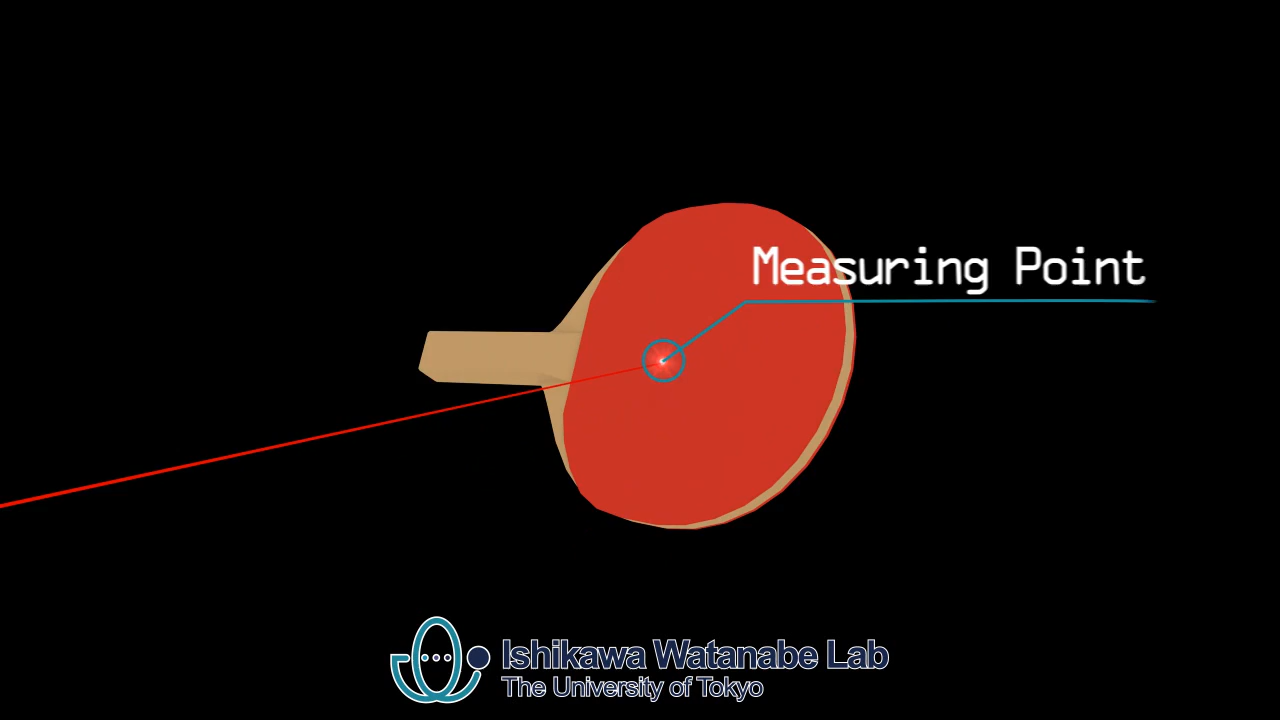 Measuring Point
Ishikawa Watanabe Lab
The University of Tokyo